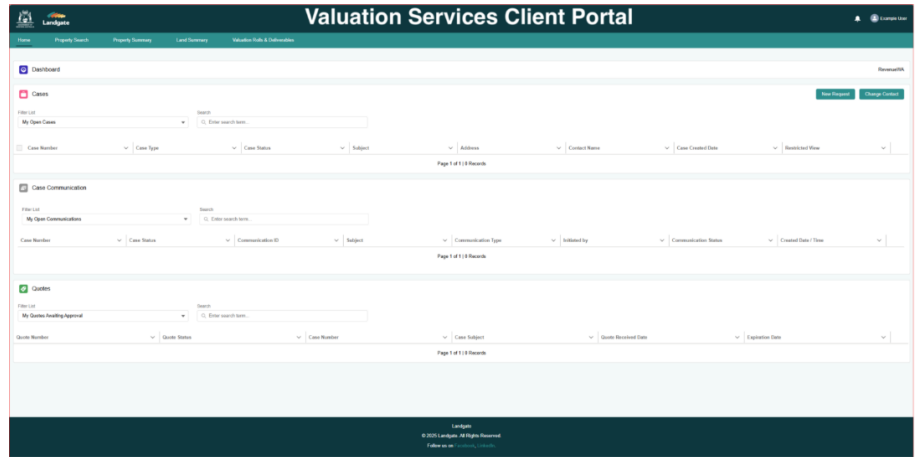 Landgate
Valuation Services Client Portal
Example User
Home Property Search Property Summary Land Summary Valuation Rolls & Deliverables
Dashboard
RevenueWA
Cases
New Request Change Contact
Filter List Search
My Open Cases Enter search term...
Case Number Case Type Case Status Subject Address Contact Name Case Created Date Restricted View
Page 1 of 1 | 0 Records
Case Communication
Filter List Search
My Open Communications Enter search term...
Case Number Case Status Communication ID Subject Communication Type Initiated by Communication Status Created Date / Time
Page 1 of 1 | 0 Records
Quotes
Filter List Search
My Quotes Awaiting Approval Enter search term...
Quote Number Quote Status Case Number Case Subject Quote Received Date Expiration Date
Page 1 of 1 | 0 Records
Landgate
© 2025 Landgate. All Rights Reserved
Follow us on Facebook, LinkedIn